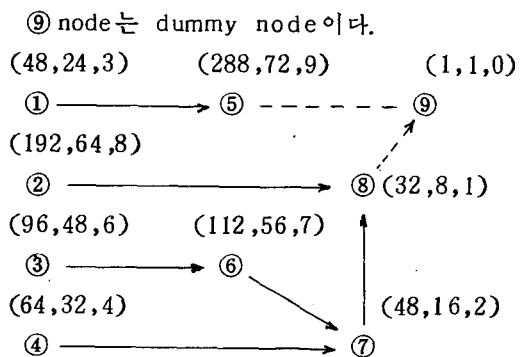 ⑨ node는 dummy node이다.
(48,24,3) (288,72,9) (1,1,0)
① ⑤ ⑨
(192,64,8)
② ⑧ (32,8,1)
(96,48,6) (112,56,7)
③ ⑥
(64,32,4) (48,16,2)
④ ⑦